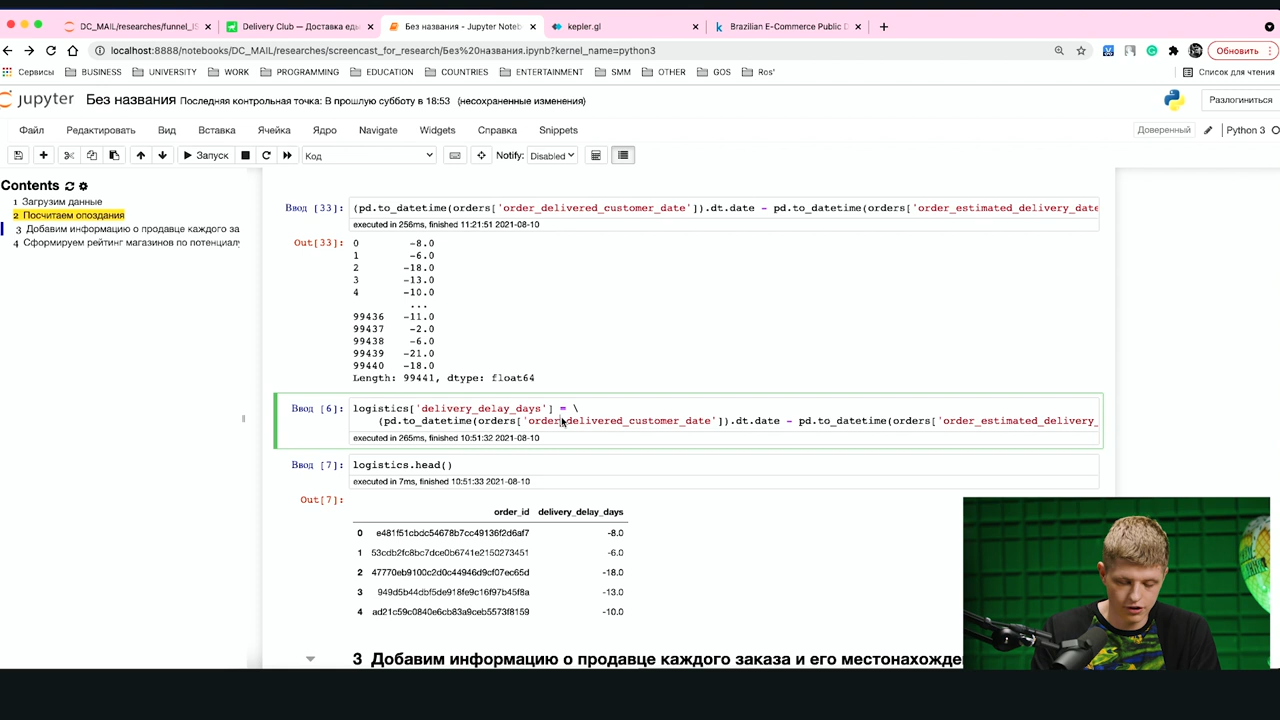 DC_MAIL/researches/funnel_IS
Delivery Club — Доставка еды
Без названия - Jupyter Noteb
kepler.gl
Brazilian E-Commerce Public D
localhost:8888/notebooks/DC_MAIL/researches/screencast_for_research/Без%20названия.ipynb?kernel_name=python3
Обновить
Сервисы BUSINESS UNIVERSITY WORK PROGRAMMING EDUCATION COUNTRIES ENTERTAINMENT SMM OTHER GOS Ros' Список для чтения
jupyter Без названия Последняя контрольная точка: В прошлую субботу в 18:53 (несохраненные изменения) Разлогиниться
Файл Редактировать Вид Вставка Ячейка Ядро Navigate Widgets Справка Snippets Доверенный Python 3
Запуск Код Notify: Disabled
Contents
1 Загрузим данные
2 Посчитаем опоздания
3 Добавим информацию о продавце каждого за
4 Сформируем рейтинг магазинов по потенциалу
Ввод [33]: (pd.to_datetime(orders['order_delivered_customer_date']).dt.date - pd.to_datetime(orders['order_estimated_delivery_date
executed in 256ms, finished 11:21:51 2021-08-10
Out[33]: 0 -8.0
1 -6.0
2 -18.0
3 -13.0
4 -10.0
...
99436 -11.0
99437 -2.0
99438 -6.0
99439 -21.0
99440 -18.0
Length: 99441, dtype: float64
Ввод [6]: logistics['delivery_delay_days'] = \
(pd.to_datetime(orders['order_delivered_customer_date']).dt.date - pd.to_datetime(orders['order_estimated_delivery_
executed in 265ms, finished 10:51:32 2021-08-10
Ввод [7]: logistics.head()
executed in 7ms, finished 10:51:33 2021-08-10
Out[7]:
order_id delivery_delay_days
0 e481f51cbdc54678b7cc49136f2d6af7 -8.0
1 53cdb2fc8bc7dce0b6741e2150273451 -6.0
2 47770eb9100c2d0c44946d9cf07ec65d -18.0
3 949d5b44dbf5de918fe9c16f97b45f8a -13.0
4 ad21c59c0840e6cb83a9ceb5573f8159 -10.0
3 Добавим информацию о продавце каждого заказа и его местонахожде